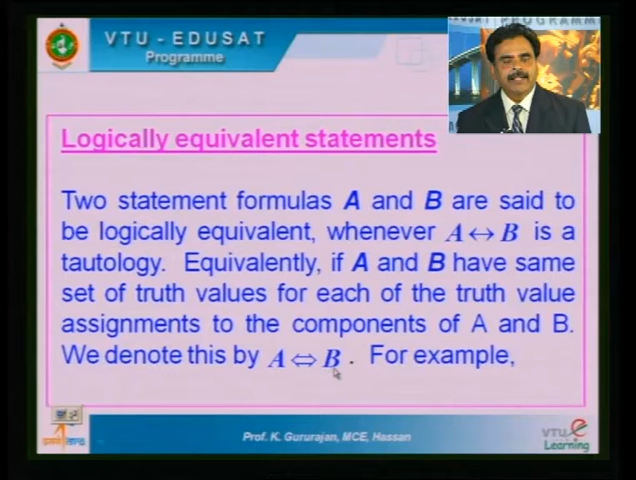 VTU - EDUSAT
Programme
PROGRAMM
Logically equivalent statements
Two statement formulas A and B are said to
be logically equivalent, whenever A ↔ B is a
tautology. Equivalently, if A and B have same
set of truth values for each of the truth value
assignments to the components of A and B.
We denote this by A ⇔ B . For example,
Prof. K. Gururajan, MCE, Hassan
VTU e
Learning